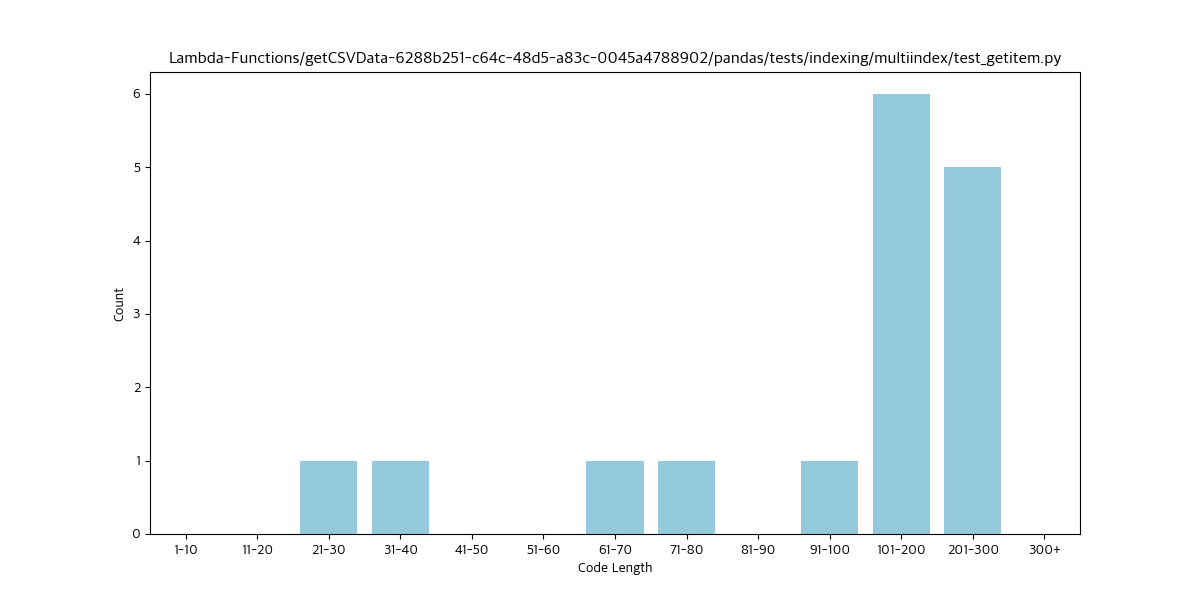 Lambda-Functions/getCSVData-6288b251-c64c-48d5-a83c-0045a4788902/pandas/tests/indexing/multiindex/test_getitem.py
6
5
4
3
2
1
0
Count
1-10 11-20 21-30 31-40 41-50 51-60 61-70 71-80 81-90 91-100 101-200 201-300 300+
Code Length